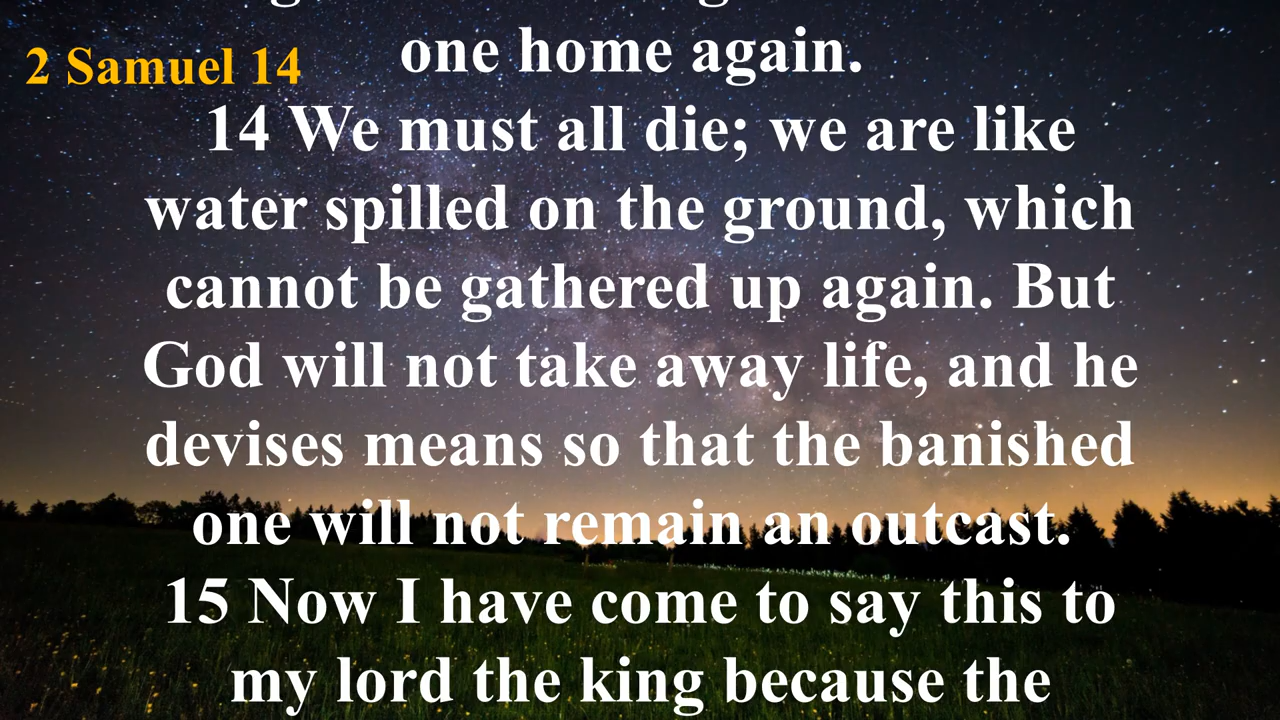 2 Samuel 14
one home again.
14 We must all die; we are like
water spilled on the ground, which
cannot be gathered up again. But
God will not take away life, and he
devises means so that the banished
one will not remain an outcast.
15 Now I have come to say this to
my lord the king because the